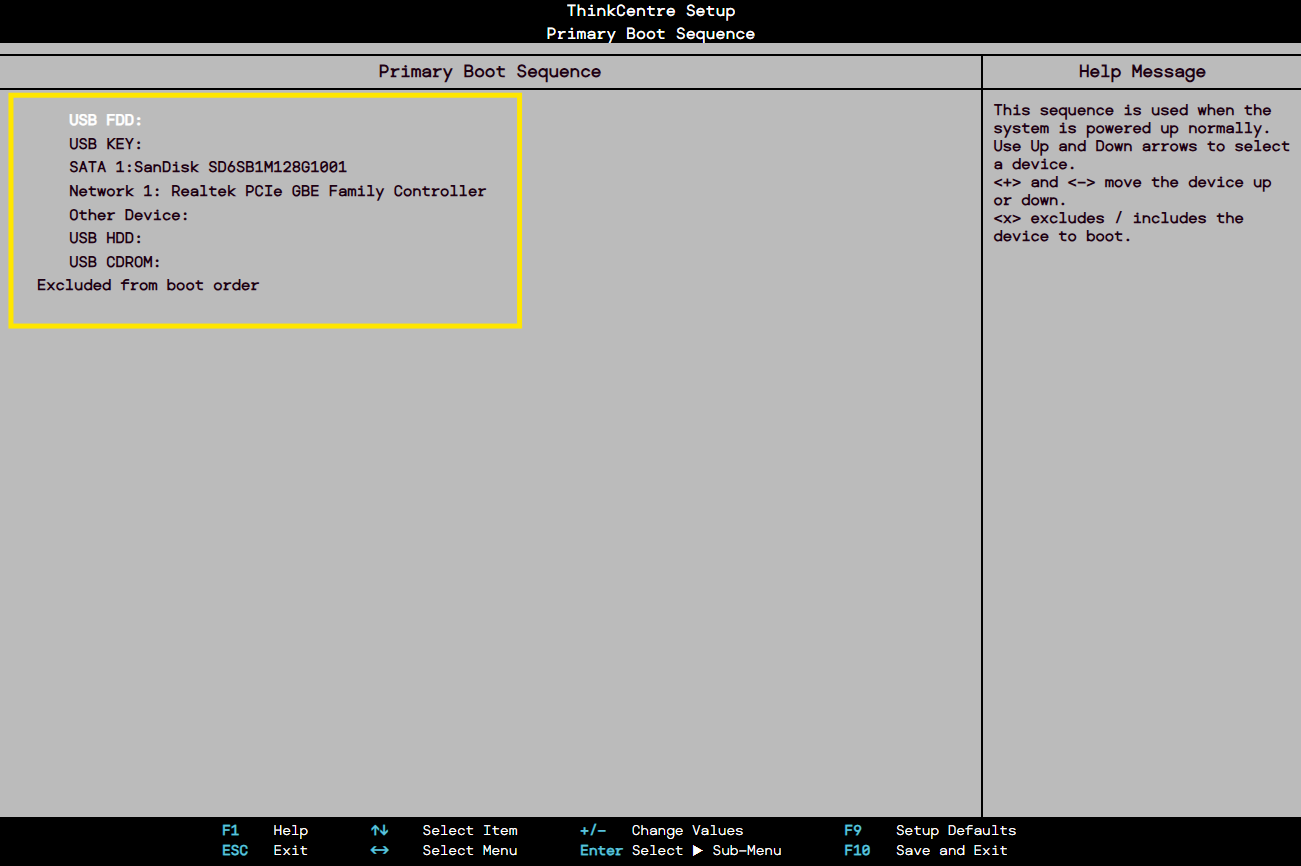 ThinkCentre Setup
Primary Boot Sequence
Primary Boot Sequence
Help Message
USB FDD:
USB KEY:
SATA 1:SanDisk SD6SB1M128G1001
Network 1: Realtek PCIe GBE Family Controller
Other Device:
USB HDD:
USB CDROM:
Excluded from boot order
This sequence is used when the
system is powered up normally.
Use Up and Down arrows to select
a device.
<+> and <-> move the device up
or down.
<x> excludes / includes the
device to boot.
F1 Help ↑↓ Select Item +/- Change Values F9 Setup Defaults
ESC Exit ↔ Select Menu Enter Select ▶ Sub-Menu F10 Save and Exit